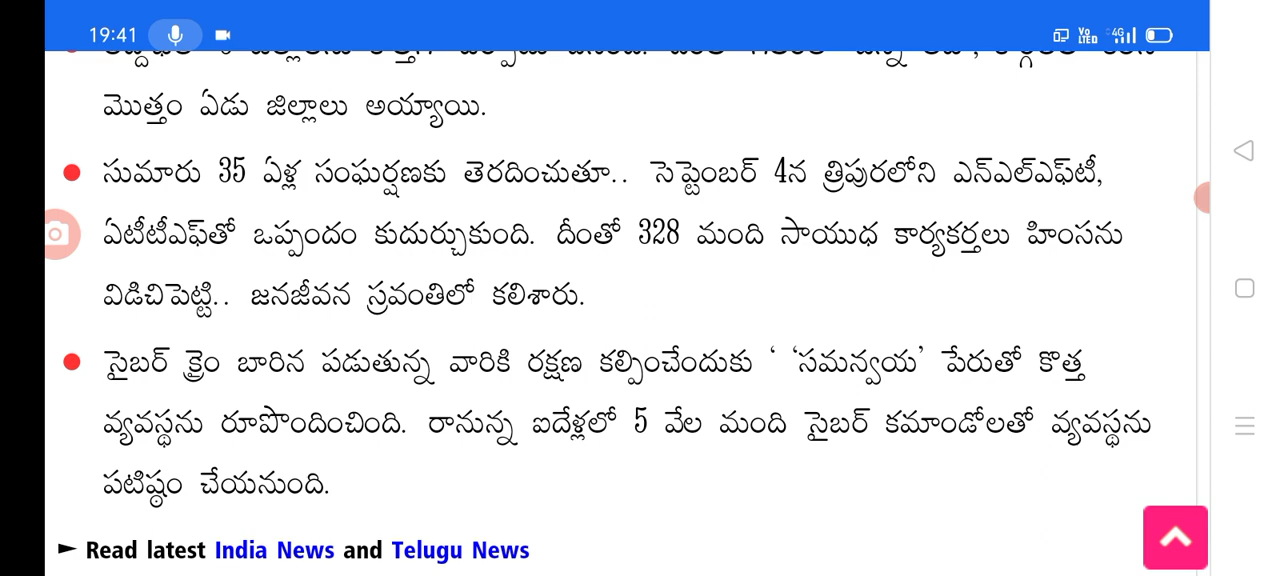 19:41
మొత్తం ఏడు జిల్లాలు అయ్యాయి.
సుమారు 35 ఏళ్ల సంఘర్షణకు తెరదించుతూ.. సెప్టెంబర్ 4న త్రిపురలోని ఎన్ఎల్ఎఫ్‌టీ,
ఏటీటీఎఫ్‌తో ఒప్పందం కుదుర్చుకుంది. దీంతో 328 మంది సాయుధ కార్యకర్తలు హింసను
విడిచిపెట్టి.. జనజీవన స్రవంతిలో కలిశారు.
సైబర్ క్రైం బారిన పడుతున్న వారికి రక్షణ కల్పించేందుకు ‘ ‘సమన్వయ’ పేరుతో కొత్త
వ్యవస్థను రూపొందించింది. రానున్న ఐదేళ్లలో 5 వేల మంది సైబర్ కమాండోలతో వ్యవస్థను
పటిష్ఠం చేయనుంది.
► Read latest India News and Telugu News